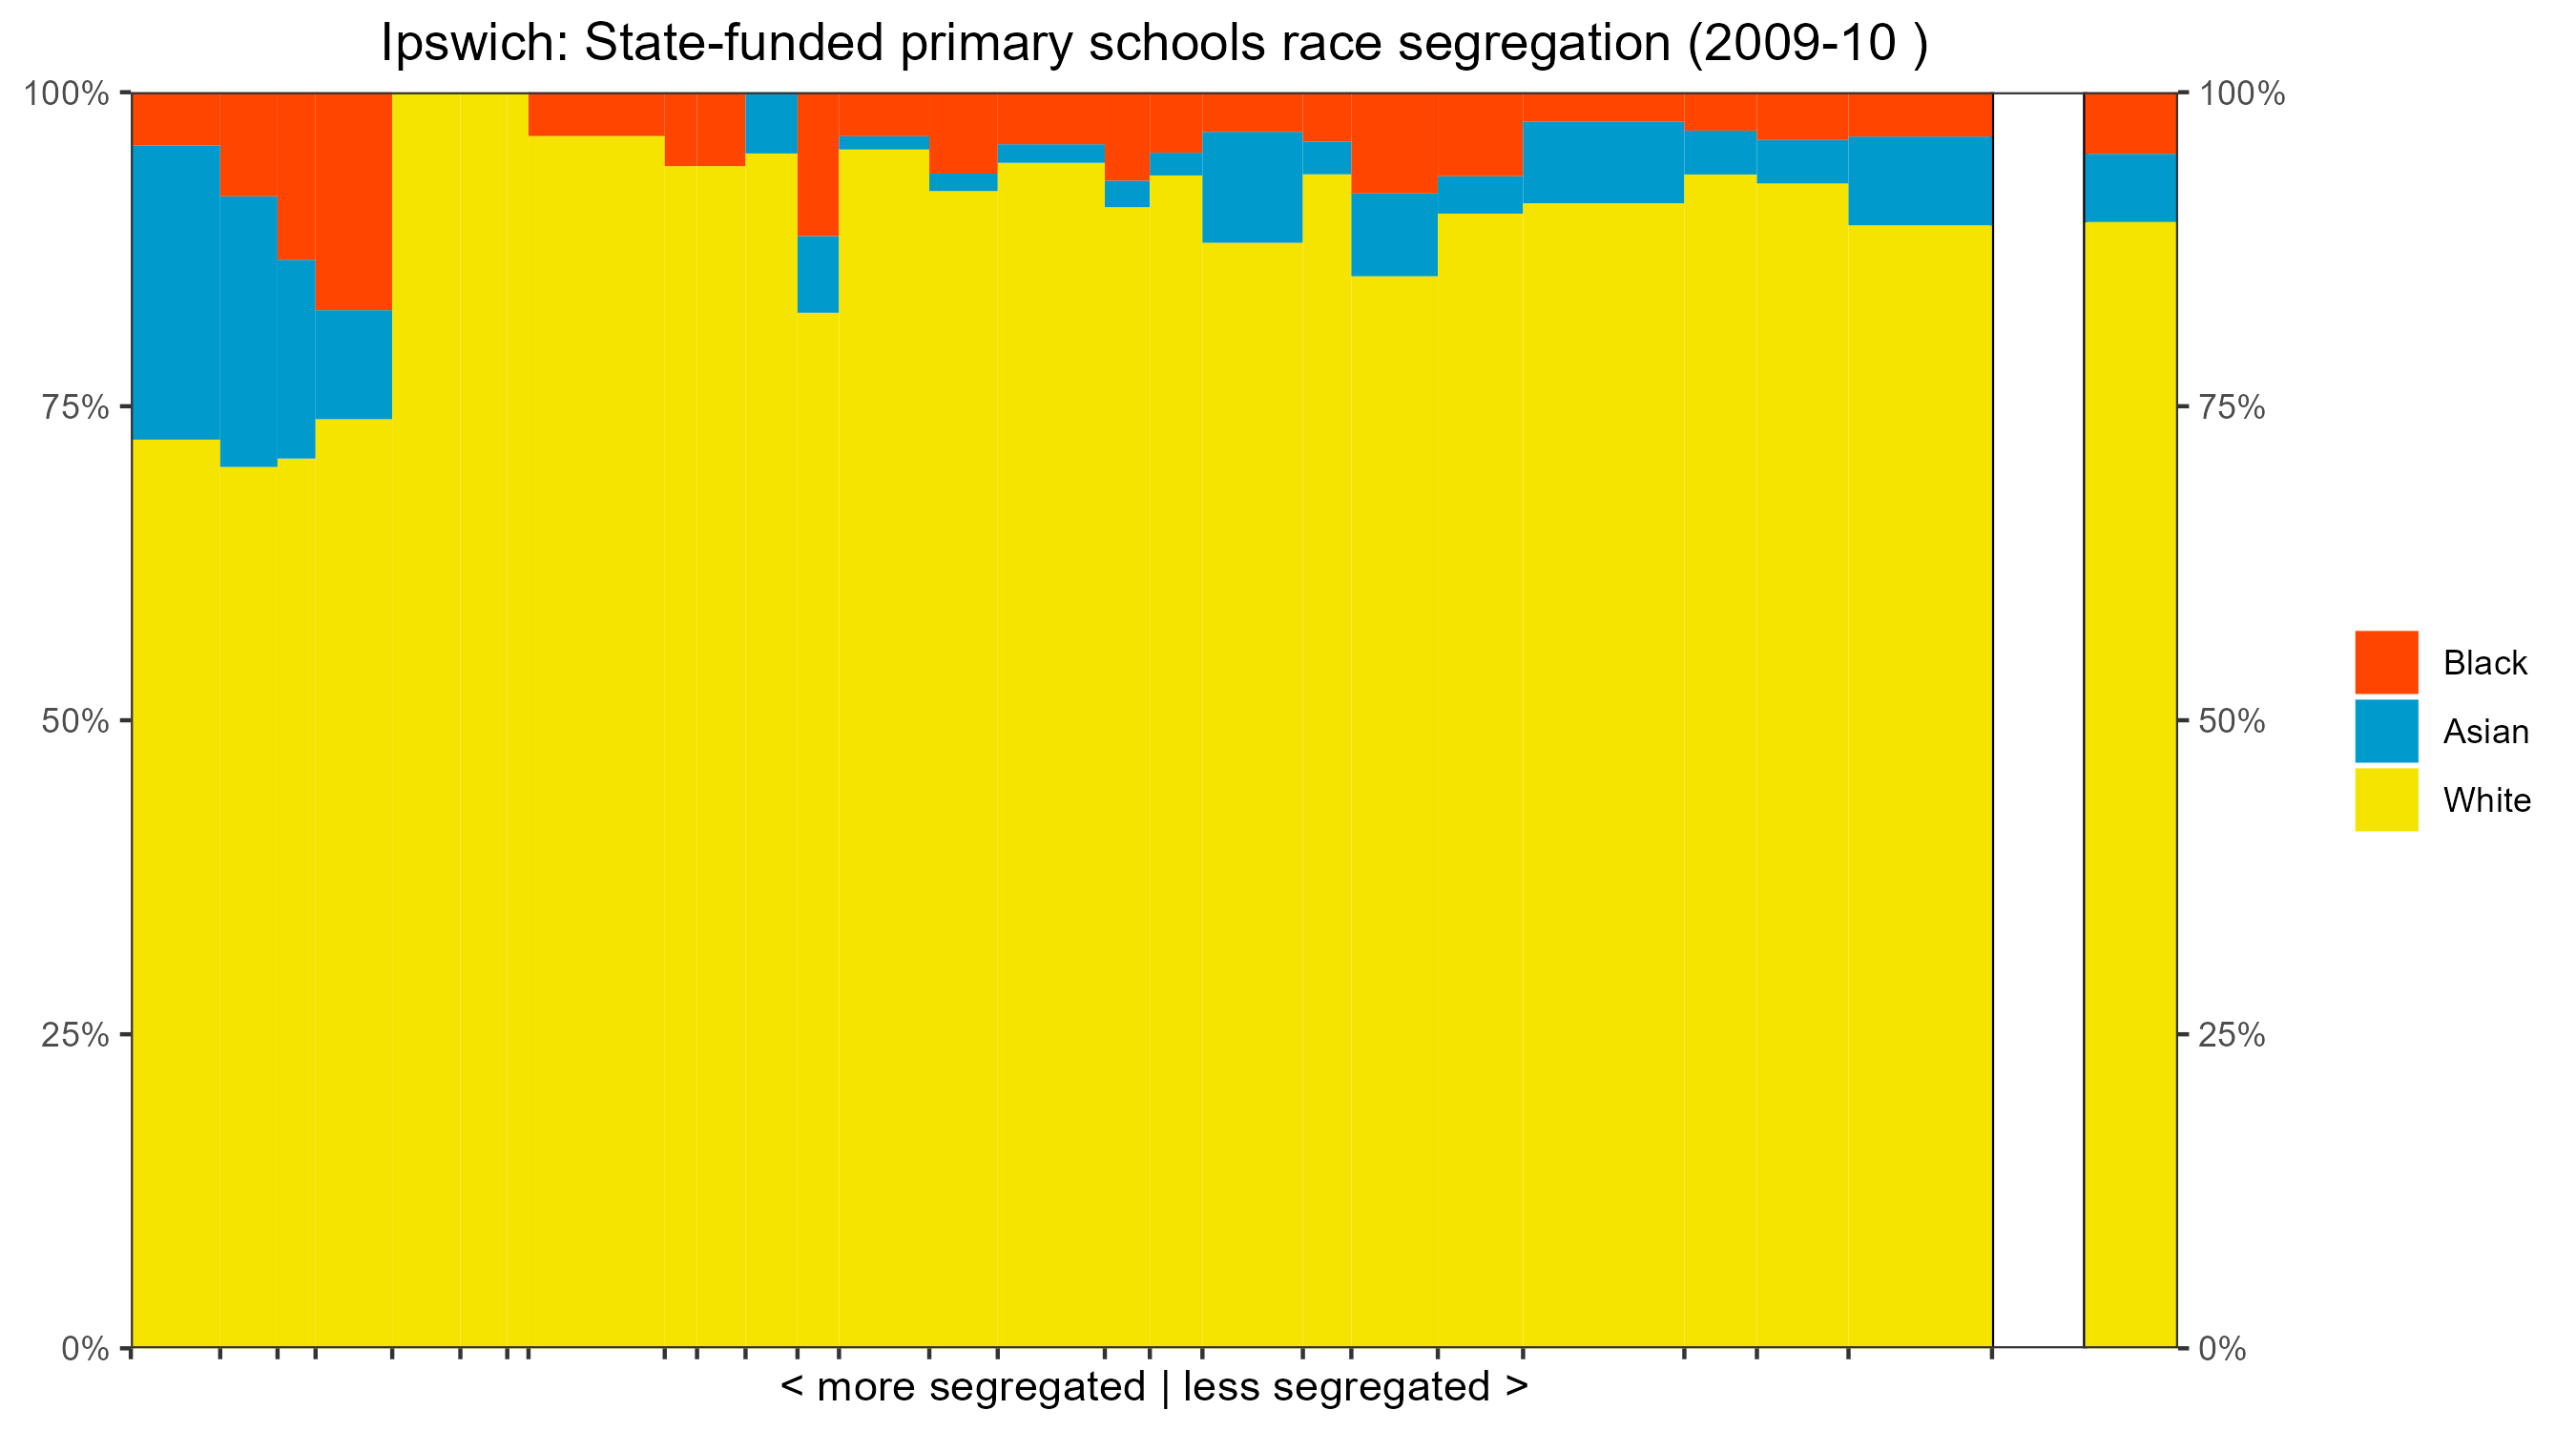 Ipswich: State-funded primary schools race segregation (2009-10 )
100%
75%
50%
25%
0%
100%
75%
50%
25%
0%
< more segregated | less segregated >
Black
Asian
White